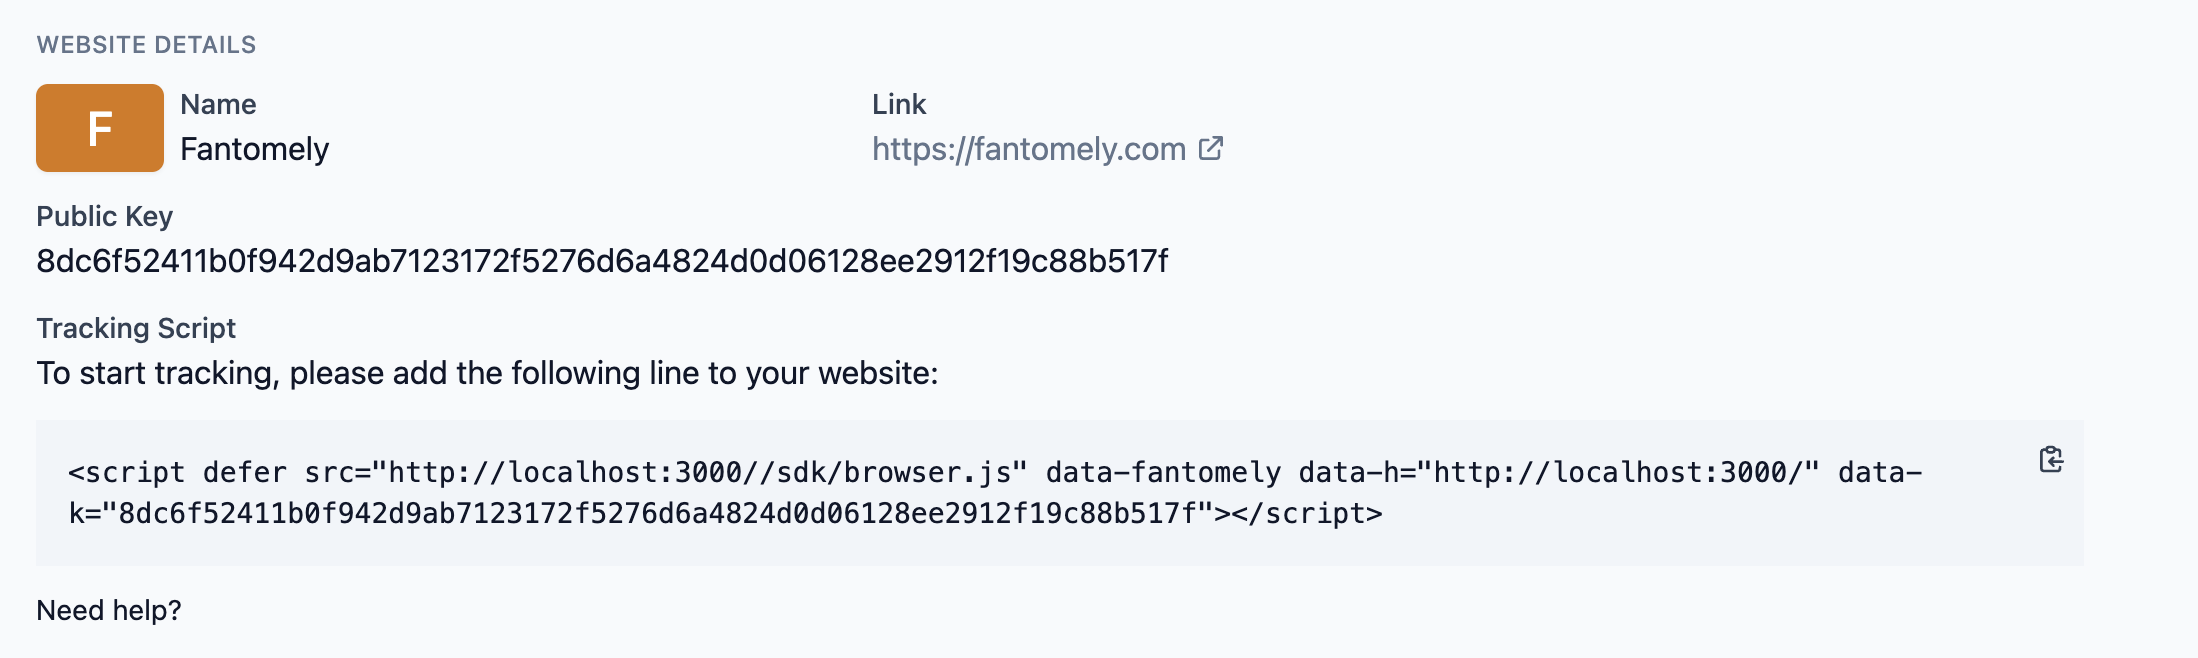 WEBSITE DETAILS
F
Name
Fantomely
Link
https://fantomely.com
Public Key
8dc6f52411b0f942d9ab7123172f5276d6a4824d0d06128ee2912f19c88b517f
Tracking Script
To start tracking, please add the following line to your website:
<script defer src="http://localhost:3000//sdk/browser.js" data-fantomely data-h="http://localhost:3000/" data-
k="8dc6f52411b0f942d9ab7123172f5276d6a4824d0d06128ee2912f19c88b517f"></script>
Need help?